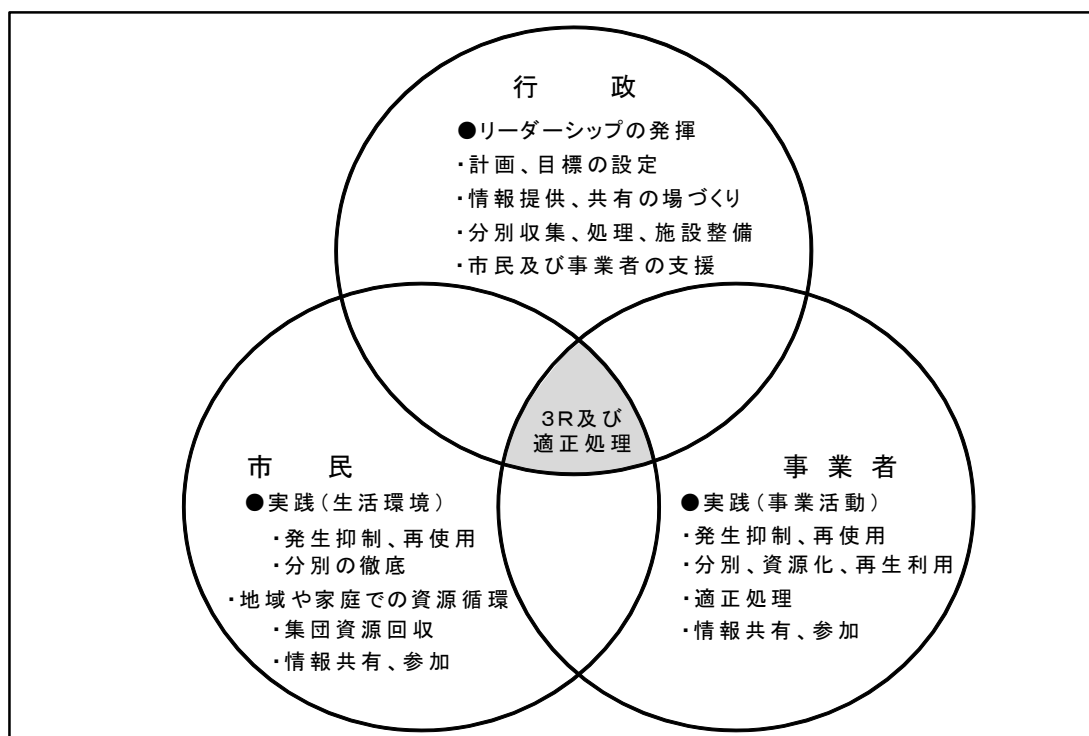 行　政
●リーダーシップの発揮
・計画、目標の設定
・情報提供、共有の場づくり
・分別収集、処理、施設整備
・市民及び事業者の支援
3R及び
適正処理
市　民
●実践(生活環境)
・発生抑制、再使用
・分別の徹底
・地域や家庭での資源循環
・集団資源回収
・情報共有、参加
事業者
●実践(事業活動)
・発生抑制、再使用
・分別、資源化、再生利用
・適正処理
・情報共有、参加